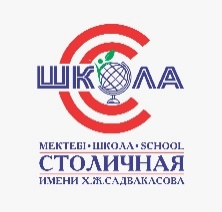 ШКОЛА
МЕКТЕБІ • ШКОЛА • SCHOOL
СТОЛИЧНАЯ
ИМЕНИ Х.Ж.САДВАКАСОВА